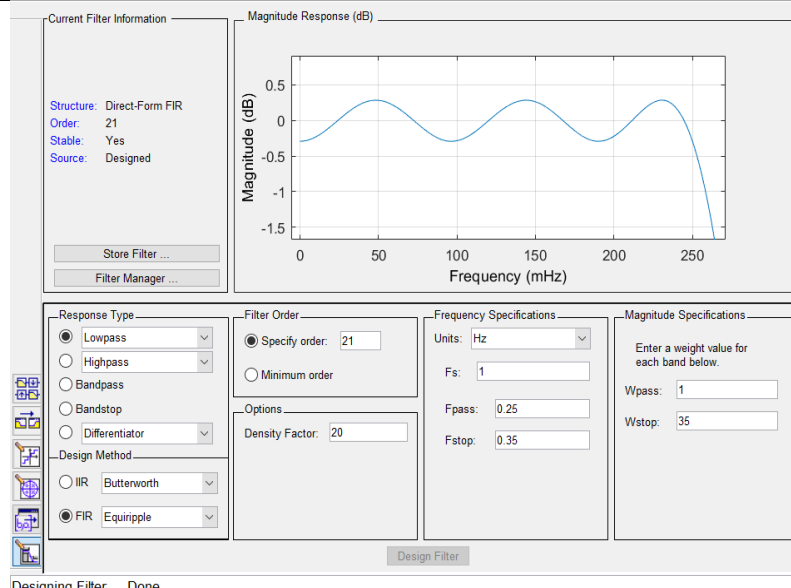 Current Filter Information
Structure: Direct-Form FIR
Order: 21
Stable: Yes
Source: Designed
Store Filter ...
Filter Manager ...
Magnitude Response (dB)
Magnitude (dB)
0.5
0
-0.5
-1
-1.5
0 50 100 150 200 250
Frequency (mHz)
Response Type
Lowpass
Highpass
Bandpass
Bandstop
Differentiator
Design Method
IIR Butterworth
FIR Equiripple
Filter Order
Specify order: 21
Minimum order
Options
Density Factor: 20
Frequency Specifications
Units: Hz
Fs: 1
Fpass: 0.25
Fstop: 0.35
Magnitude Specifications
Enter a weight value for
each band below.
Wpass: 1
Wstop: 35
Design Filter
Designing Filter ... Done